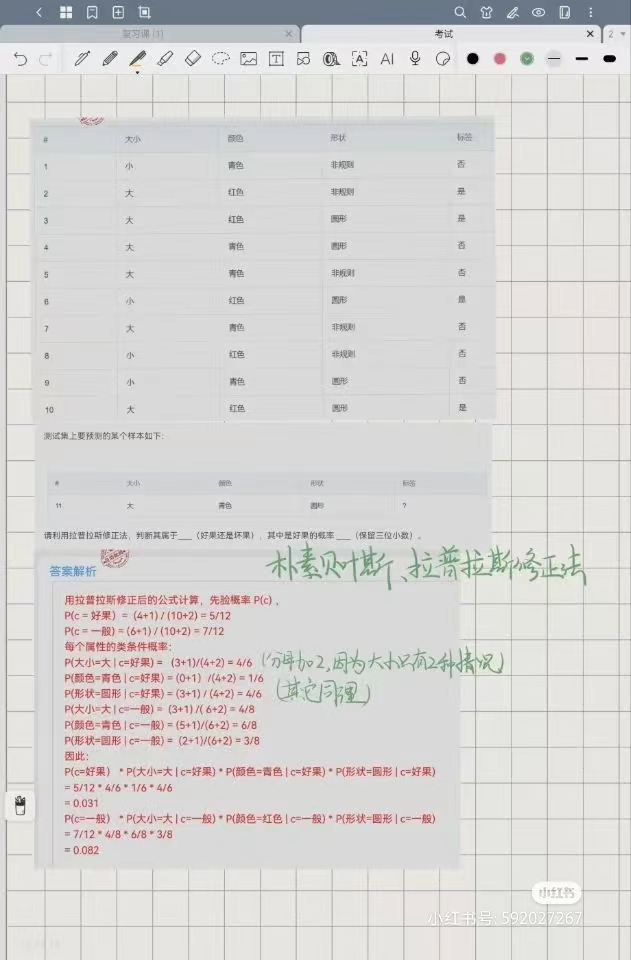 复习课 (1)
考试
2
# 大小 颜色 形状 标签
1 小 青色 非规则 否
2 大 红色 非规则 是
3 大 红色 圆形 是
4 大 青色 圆形 否
5 大 青色 非规则 否
6 小 红色 圆形 是
7 大 青色 非规则 否
8 小 红色 非规则 否
9 小 青色 圆形 否
10 大 红色 圆形 是
测试集上要预测的某个样本如下：
# 大小 颜色 形状 标签
11 大 青色 圆形 ?
请利用拉普拉斯修正法，判断其属于___（好果还是坏果），其中是好果的概率 ___（保留三位小数）。
朴素贝叶斯、拉普拉斯修正法
答案解析
用拉普拉斯修正后的公式计算，先验概率 P(c)，
P(c = 好果) = (4+1) / (10+2) = 5/12
P(c = 一般) = (6+1) / (10+2) = 7/12
每个属性的类条件概率：
P(大小=大 | c=好果) = (3+1)/(4+2) = 4/6 （分母加2，因为大小只有2种情况）
P(颜色=青色 | c=好果) = (0+1) /(4+2) = 1/6 （其它同理）
P(形状=圆形 | c=好果) = (3+1) / (4+2) = 4/6
P(大小=大 | c=一般) = (3+1) /( 6+2) = 4/8
P(颜色=青色 | c=一般) = (5+1)/(6+2) = 6/8
P(形状=圆形 | c=一般) = (2+1)/(6+2) = 3/8
因此：
P(c=好果) * P(大小=大 | c=好果) * P(颜色=青色 | c=好果) * P(形状=圆形 | c=好果)
= 5/12 * 4/6 * 1/6 * 4/6
= 0.031
P(c=一般) * P(大小=大 | c=一般) * P(颜色=红色 | c=一般) * P(形状=圆形 | c=一般)
= 7/12 * 4/8 * 6/8 * 3/8
= 0.082
小红书
小红书号: 592027267